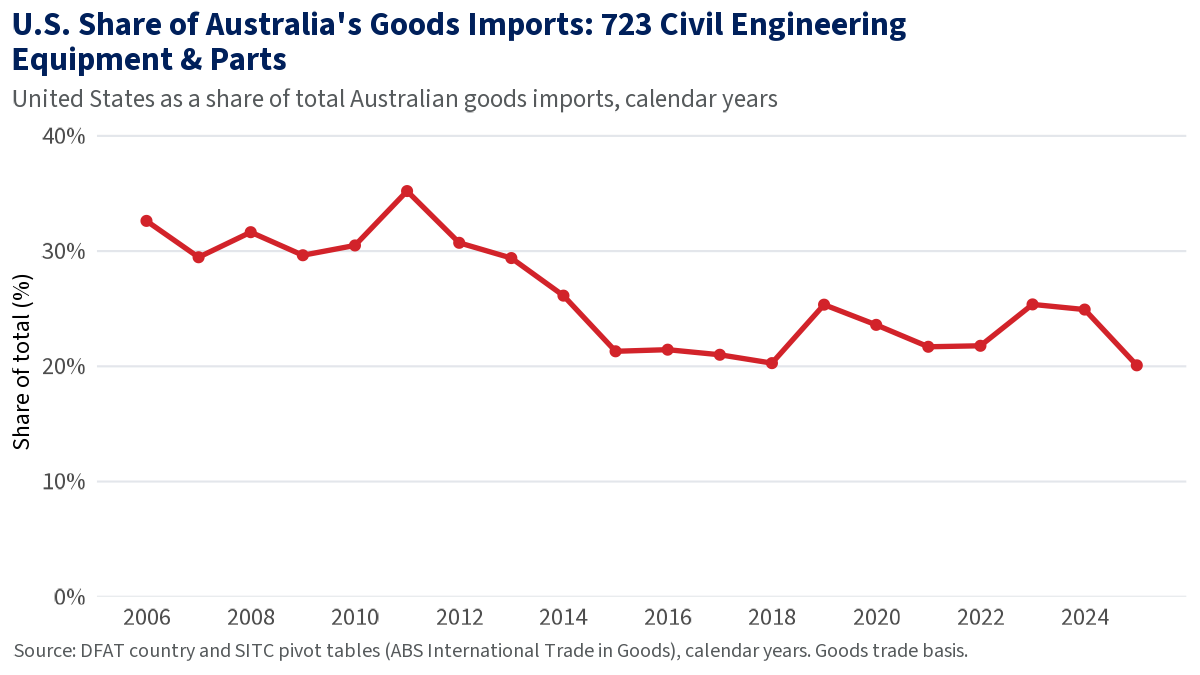 U.S. Share of Australia's Goods Imports: 723 Civil Engineering
Equipment & Parts
United States as a share of total Australian goods imports, calendar years
40%
30%
20%
10%
0%
Share of total (%)
2006 2008 2010 2012 2014 2016 2018 2020 2022 2024
Source: DFAT country and SITC pivot tables (ABS International Trade in Goods), calendar years. Goods trade basis.